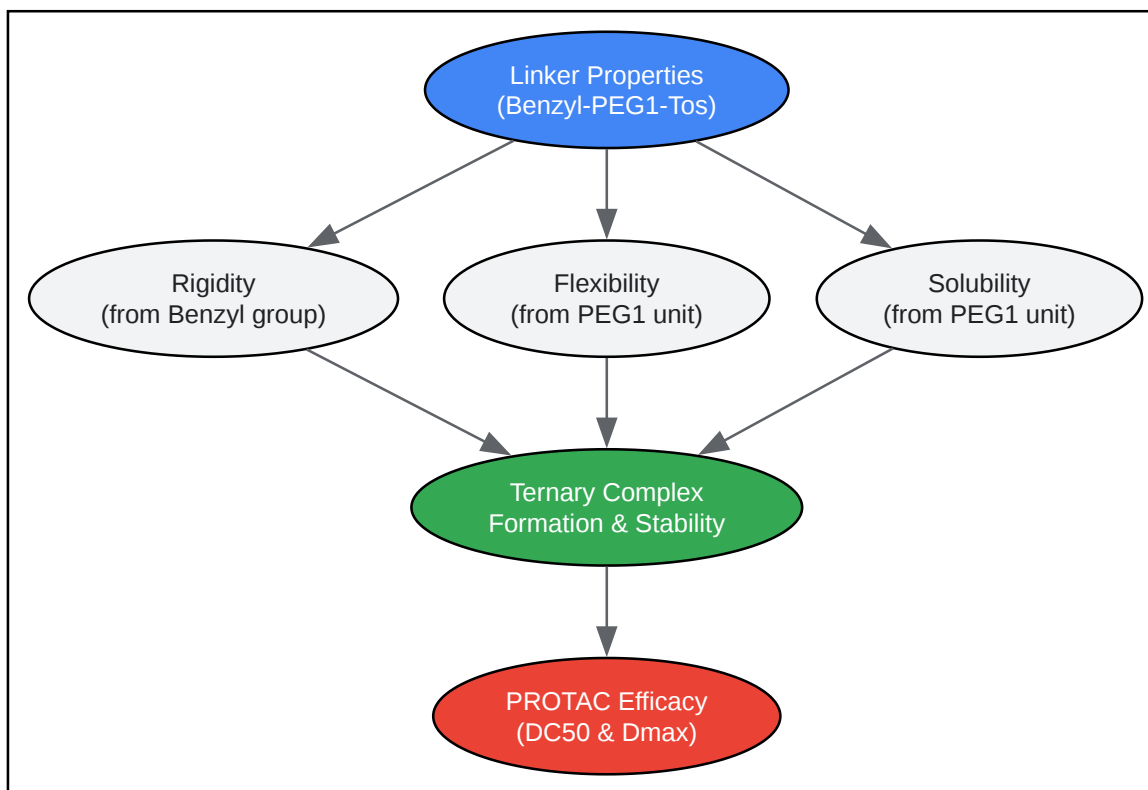 Linker Properties
(Benzyl-PEG1-Tos)
Rigidity
(from Benzyl group)
Flexibility
(from PEG1 unit)
Solubility
(from PEG1 unit)
Ternary Complex
Formation & Stability
PROTAC Efficacy
(DC50 & Dmax)